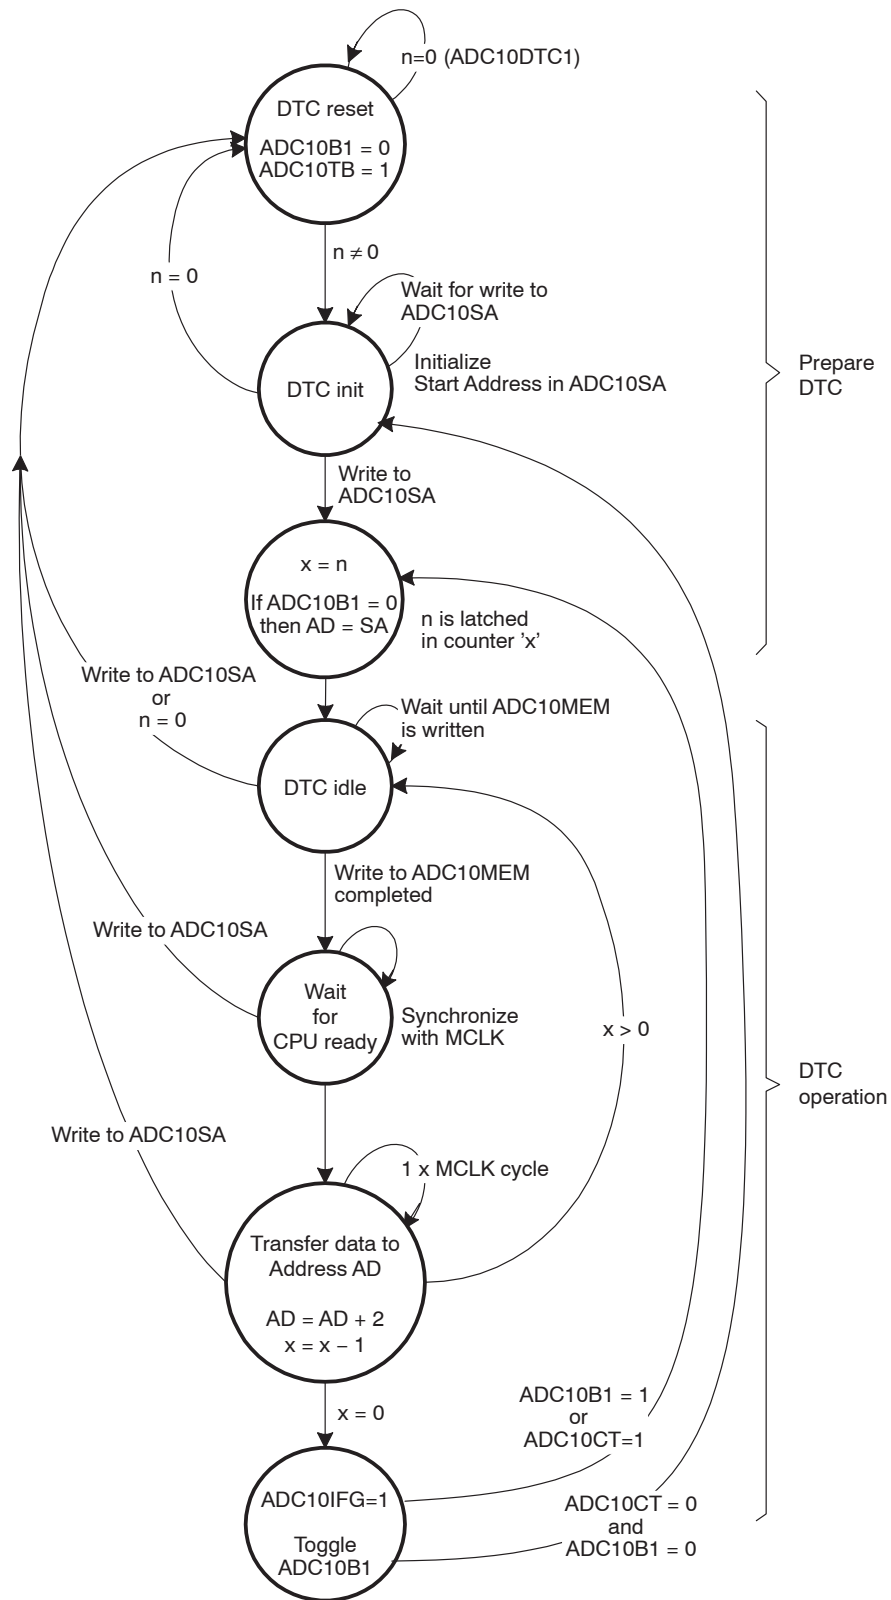 n=0 (ADC10DTC1)
DTC reset
ADC10B1 = 0
ADC10TB = 1
n ≠ 0
n = 0
Wait for write to
ADC10SA
DTC init
Initialize
Start Address in ADC10SA
Prepare
DTC
Write to
ADC10SA
x = n
If ADC10B1 = 0
then AD = SA
n is latched
in counter ’x’
Write to ADC10SA
or
n = 0
Wait until ADC10MEM
is written
DTC idle
Write to ADC10MEM
completed
Write to ADC10SA
Wait
for
CPU ready
Synchronize
with MCLK
x > 0
DTC
operation
Write to ADC10SA
1 x MCLK cycle
Transfer data to
Address AD
AD = AD + 2
x = x − 1
x = 0
ADC10B1 = 1
or
ADC10CT=1
ADC10IFG=1
Toggle
ADC10B1
ADC10CT = 0
and
ADC10B1 = 0